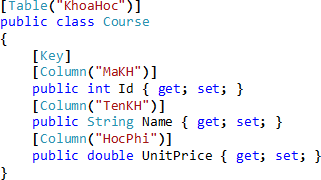 [Table("KhoaHoc")]
public class Course
{
    [Key]
    [Column("MaKH")]
    public int Id { get; set; }
    [Column("TenKH")]
    public String Name { get; set; }
    [Column("HocPhi")]
    public double UnitPrice { get; set; }
}